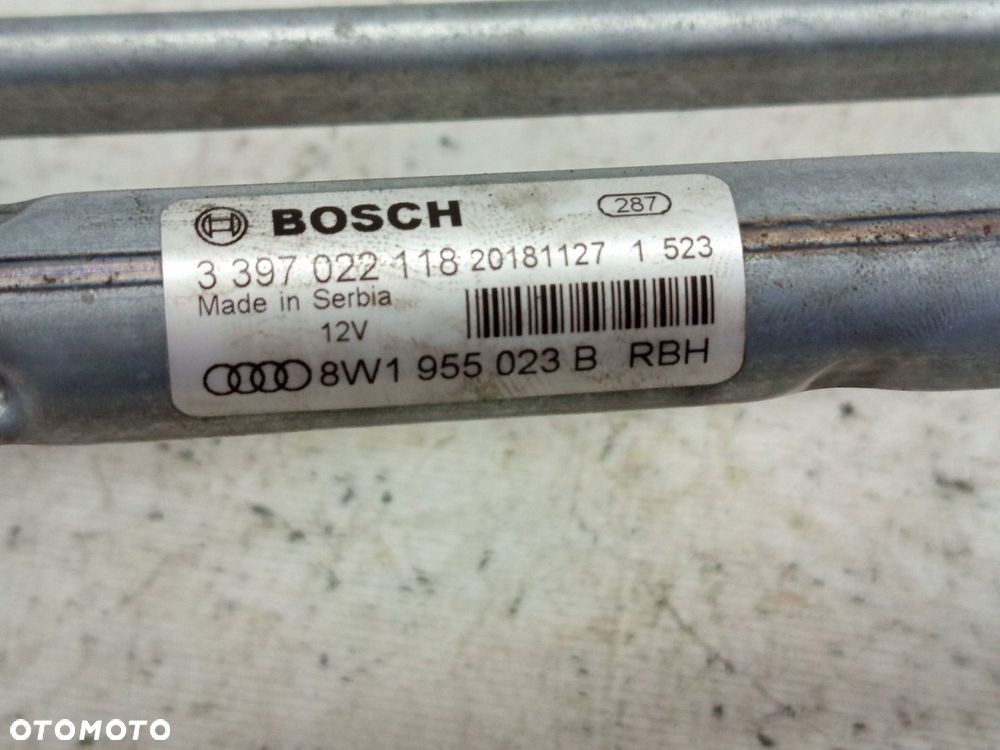 BOSCH 287
3 397 022 118 20181127 1 523
Made in Serbia
12V
8W1 955 023 B RBH
OTOMOTO